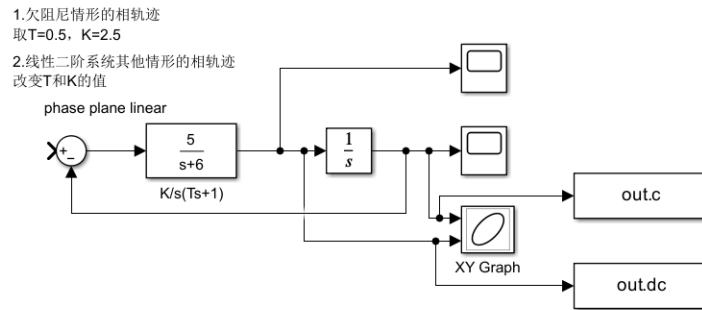 1.欠阻尼情形的相轨迹
取T=0.5，K=2.5
2.线性二阶系统其他情形的相轨迹
改变T和K的值
phase plane linear
5
s+6
K/s(Ts+1)
1
s
out.c
XY Graph
out.dc